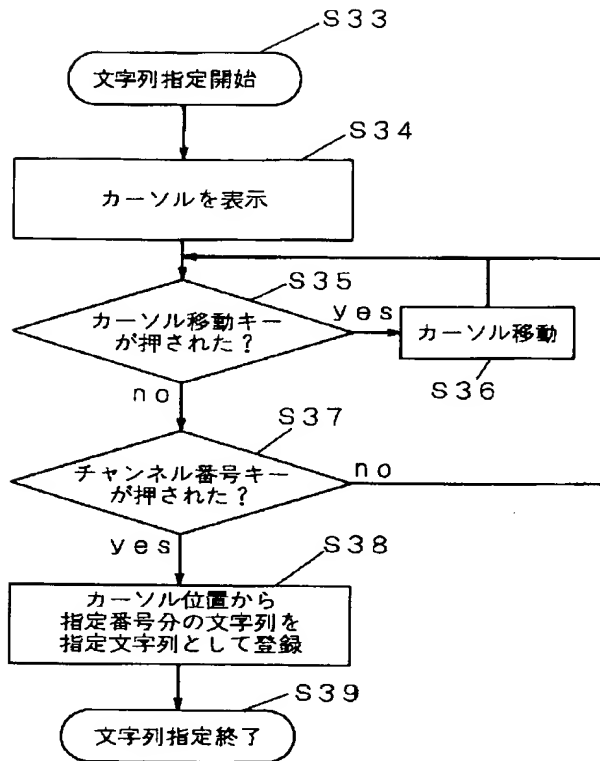 S33
文字列指定開始
S34
カーソルを表示
S35
カーソル移動キー
が押された？
yes
カーソル移動
S36
no
S37
チャンネル番号キー
が押された？
no
yes
S38
カーソル位置から
指定番号分の文字列を
指定文字列として登録
S39
文字列指定終了